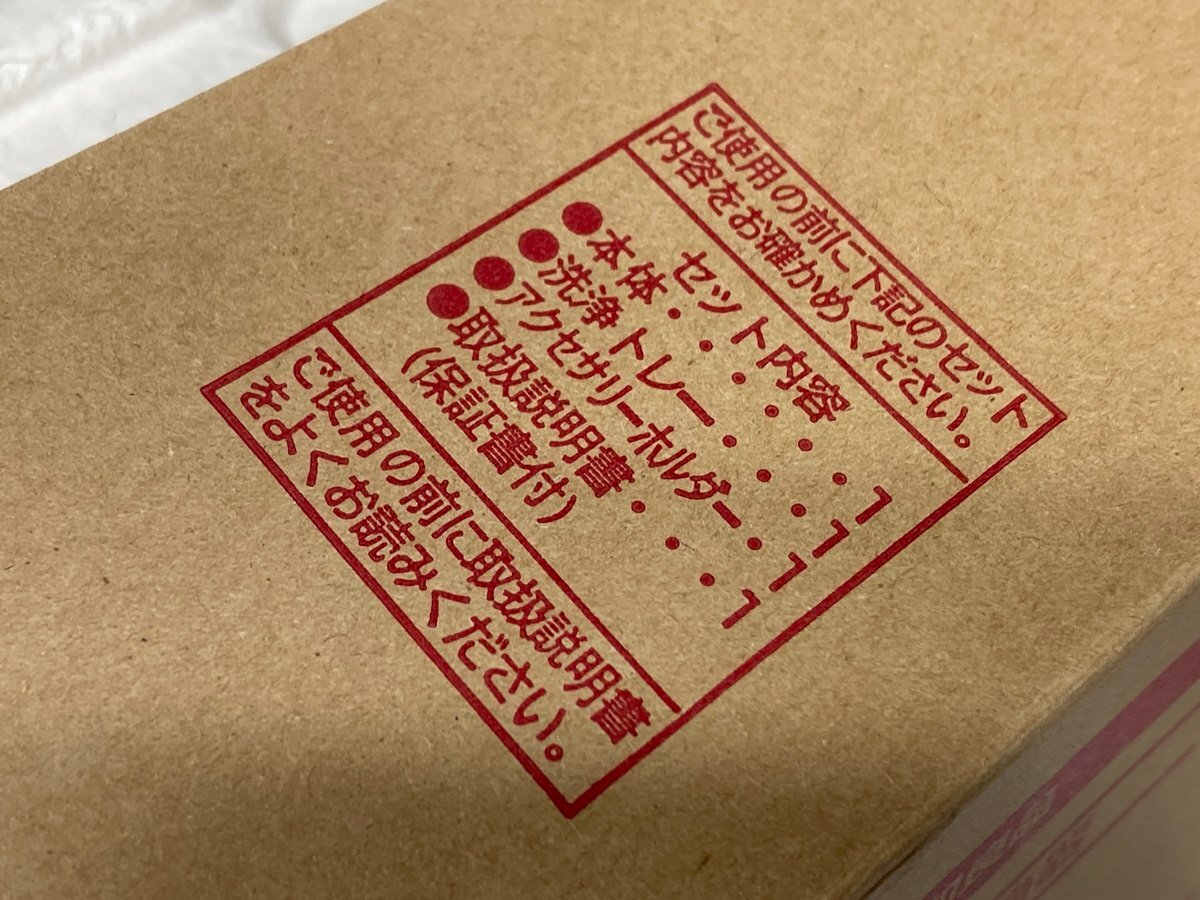 ご使用の前に下記のセット
内容をお確かめください。
セット内容
●本体・・・・・・1
●洗浄トレー・・・1
●アクセサリーホルダー・1
●取扱説明書・・・1
(保証書付)
ご使用の前に取扱説明書
をよくお読みください。